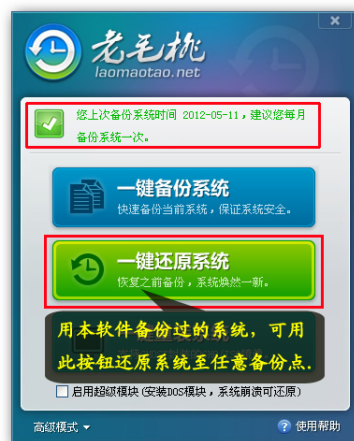 老毛桃
laomaotao.net
您上次备份系统时间 2012-05-11，建议您每月
备份系统一次。
一键备份系统
快速备份当前系统，保证系统安全。
一键还原系统
恢复之前备份，系统焕然一新。
用本软件备份过的系统，可用
此按钮还原系统至任意备份点.
启用超级模块(安装DOS模块，系统崩溃可还原)
高级模式
使用帮助